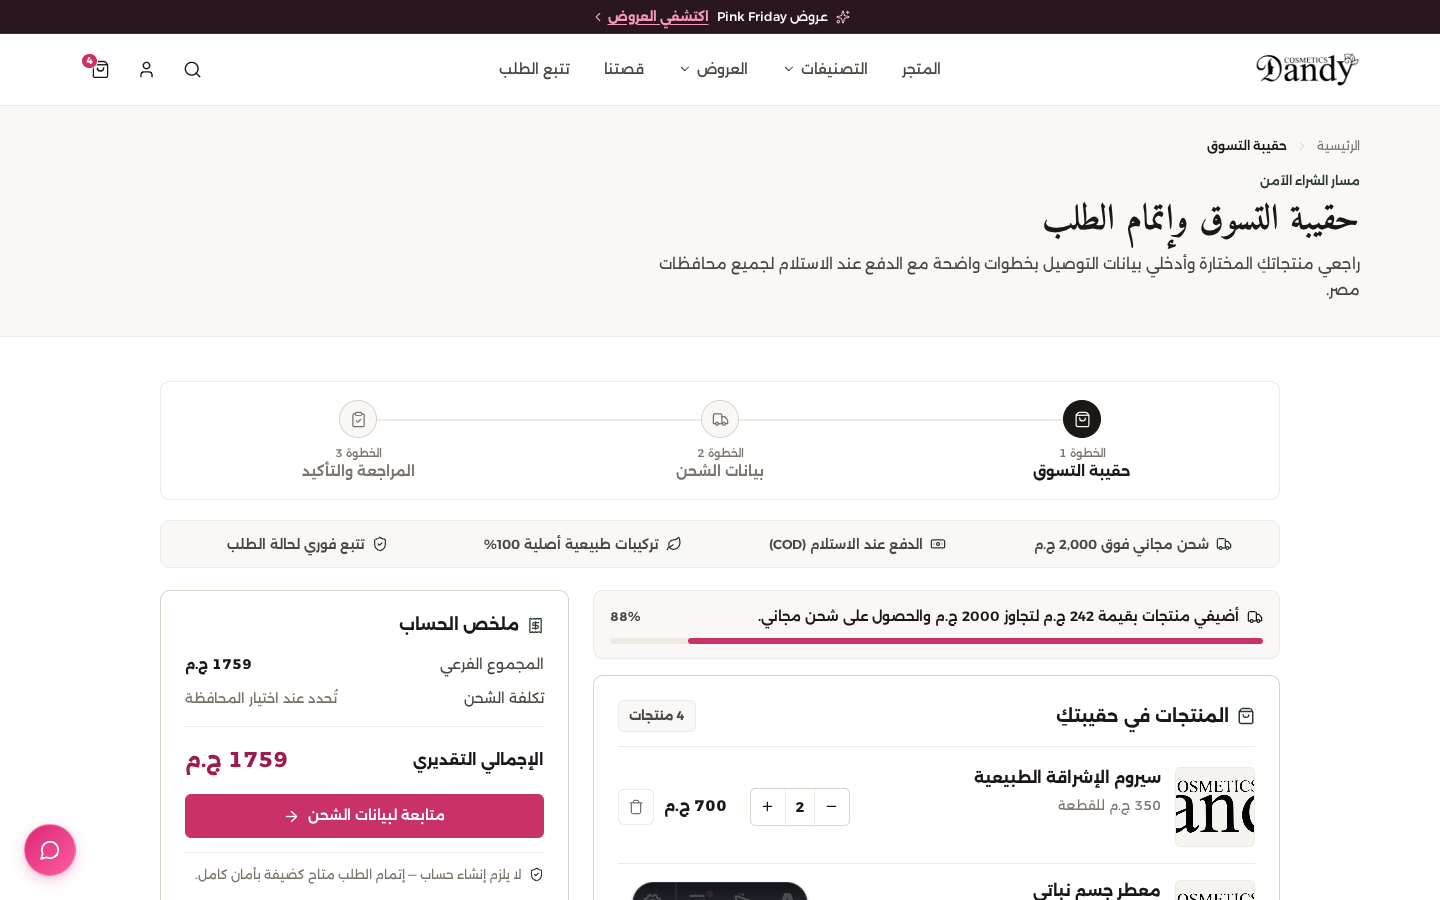 عروض Pink Friday اكتشفي العروض
Dandy COSMETICS
المتجر
التصنيفات
العروض
قصتنا
تتبع الطلب
4
الرئيسية
حقيبة التسوق
مسار الشراء الآمن
حقيبة التسوق وإتمام الطلب
راجعي منتجاتكِ المختارة وأدخلي بيانات التوصيل بخطوات واضحة مع الدفع عند الاستلام لجميع محافظات
مصر.
الخطوة 1
حقيبة التسوق
الخطوة 2
بيانات الشحن
الخطوة 3
المراجعة والتأكيد
شحن مجاني فوق 2,000 ج.م
الدفع عند الاستلام (COD)
تركيبات طبيعية أصلية 100%
تتبع فوري لحالة الطلب
أضيفي منتجات بقيمة 242 ج.م لتجاوز 2000 ج.م والحصول على شحن مجاني.
88%
المنتجات في حقيبتكِ
4 منتجات
COSMETICS
سيروم الإشراقة الطبيعية
350 ج.م للقطعة
2
700 ج.م
معطر جسم نباتي
ملخص الحساب
المجموع الفرعي
1759 ج.م
تكلفة الشحن
تُحدد عند اختيار المحافظة
الإجمالي التقديري
1759 ج.م
متابعة لبيانات الشحن
لا يلزم إنشاء حساب — إتمام الطلب متاح كضيفة بأمان كامل.